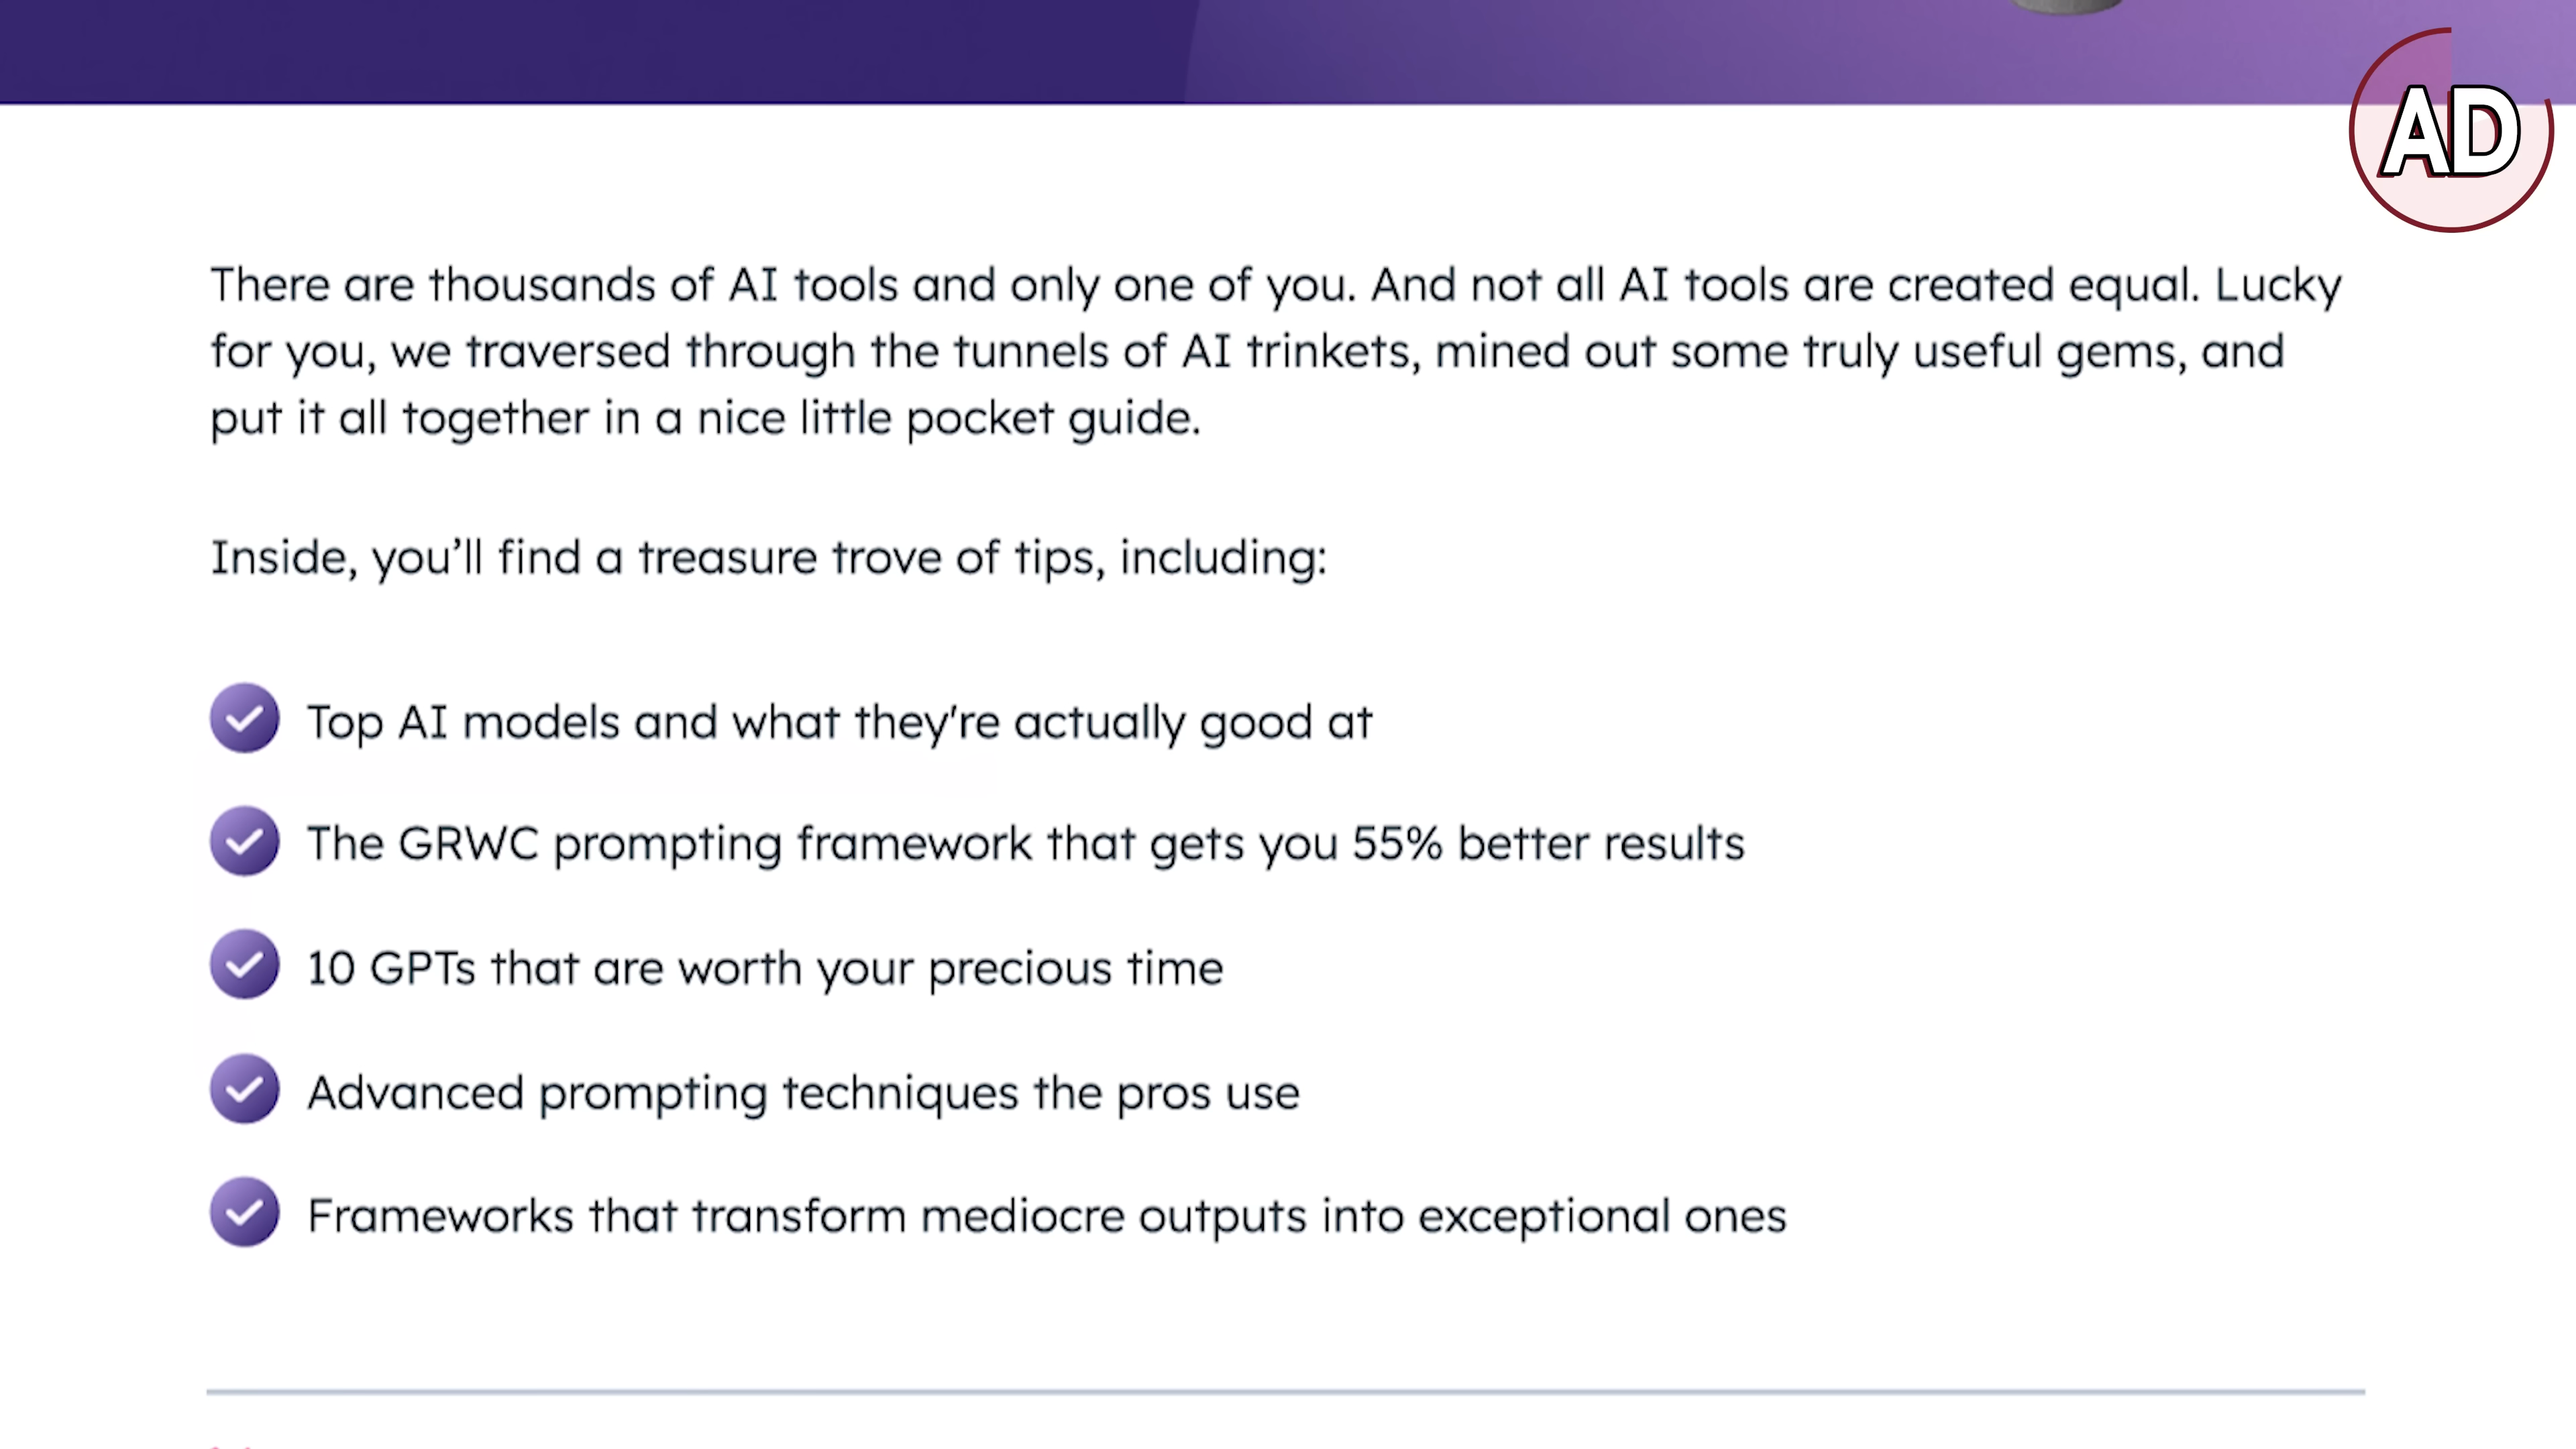 AD
There are thousands of AI tools and only one of you. And not all AI tools are created equal. Lucky
for you, we traversed through the tunnels of AI trinkets, mined out some truly useful gems, and
put it all together in a nice little pocket guide.
Inside, you’ll find a treasure trove of tips, including:
Top AI models and what they're actually good at
The GRWC prompting framework that gets you 55% better results
10 GPTs that are worth your precious time
Advanced prompting techniques the pros use
Frameworks that transform mediocre outputs into exceptional ones